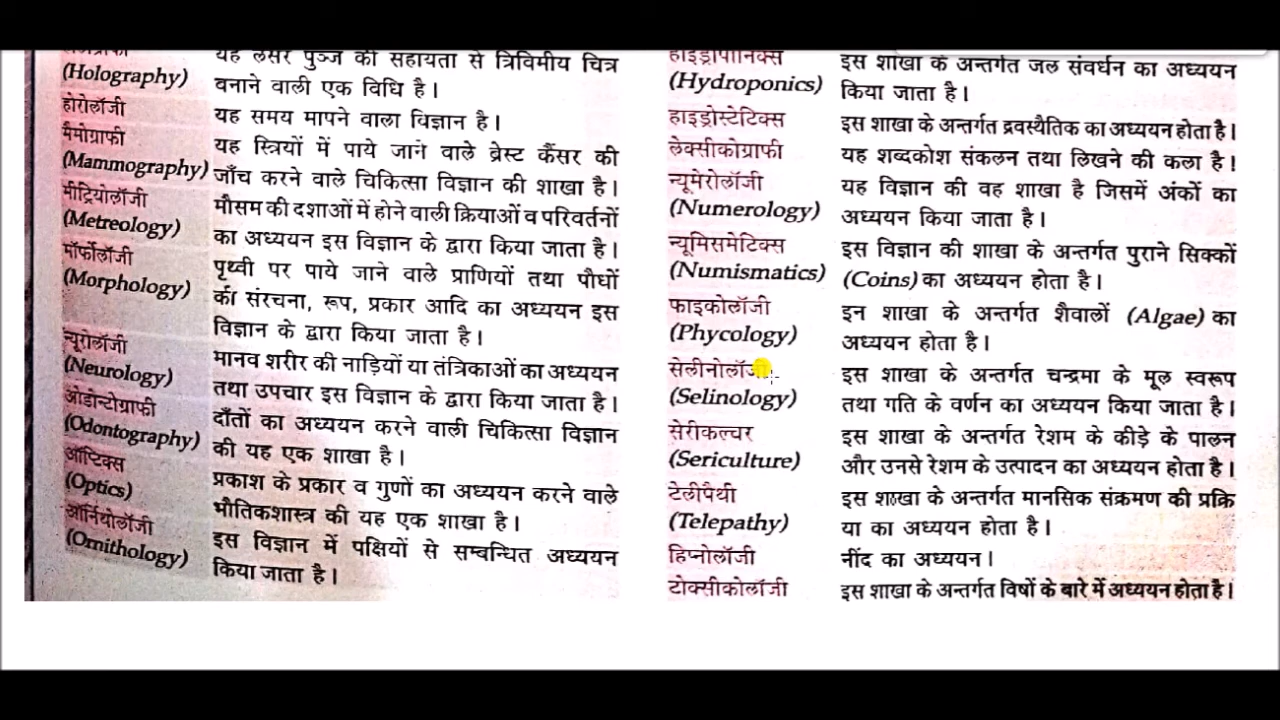 (Holography)
यह लेसर पुञ्ज की सहायता से त्रिविमीय चित्र
बनाने वाली एक विधि है।
होरोलॉजी
यह समय मापने वाला विज्ञान है।
मैमोग्राफी
(Mammography)
यह स्त्रियों में पाये जाने वाले ब्रेस्ट कैंसर की
जाँच करने वाले चिकित्सा विज्ञान की शाखा है।
मीट्रियोलॉजी
(Metreology)
मौसम की दशाओं में होने वाली क्रियाओं व परिवर्तनों
का अध्ययन इस विज्ञान के द्वारा किया जाता है।
मॉर्फोलॉजी
(Morphology)
पृथ्वी पर पाये जाने वाले प्राणियों तथा पौघों
की संरचना, रूप, प्रकार आदि का अध्ययन इस
विज्ञान के द्वारा किया जाता है।
न्यूरोलॉजी
(Neurology)
मानव शरीर की नाड़ियों या तंत्रिकाओं का अध्ययन
तथा उपचार इस विज्ञान के द्वारा किया जाता है।
ओडोन्टोग्राफी
(Odontography)
दाँतों का अध्ययन करने वाली चिकित्सा विज्ञान
की यह एक शाखा है।
ऑप्टिक्स
(Optics)
प्रकाश के प्रकार व गुणों का अध्ययन करने वाले
भौतिकशास्त्र की यह एक शाखा है।
ऑर्नियोलॉजी
(Ornithology)
इस विज्ञान में पक्षियों से सम्बन्धित अध्ययन
किया जाता है।
हाइड्रोपोनिक्स
(Hydroponics)
इस शाखा के अन्तर्गत जल संवर्धन का अध्ययन
किया जाता है।
हाइड्रोस्टेटिक्स
इस शाखा के अन्तर्गत द्रवस्थैतिक का अध्ययन होता है।
लेक्सीकोग्राफी
यह शब्दकोश संकलन तथा लिखने की कला है।
न्यूमेरोलॉजी
(Numerology)
यह विज्ञान की वह शाखा है जिसमें अंकों का
अध्ययन किया जाता है।
न्यूमिसमेटिक्स
(Numismatics)
इस विज्ञान की शाखा के अन्तर्गत पुराने सिक्कों
(Coins) का अध्ययन होता है।
फाइकोलॉजी
(Phycology)
इन शाखा के अन्तर्गत शैवालों (Algae) का
अध्ययन होता है।
सेलीनोलॉजी
(Selinology)
इस शाखा के अन्तर्गत चन्द्रमा के मूल स्वरूप
तथा गति के वर्णन का अध्ययन किया जाता है।
सेरीकल्चर
(Sericulture)
इस शाखा के अन्तर्गत रेशम के कीड़े के पालन
और उनसे रेशम के उत्पादन का अध्ययन होता है।
टेलीपैथी
(Telepathy)
इस शाखा के अन्तर्गत मानसिक संक्रमण की प्रक्रि
या का अध्ययन होता है।
हिप्नोलॉजी
नींद का अध्ययन।
टोक्सीकोलॉजी
इस शाखा के अन्तर्गत विषों के बारे में अध्ययन होता है।